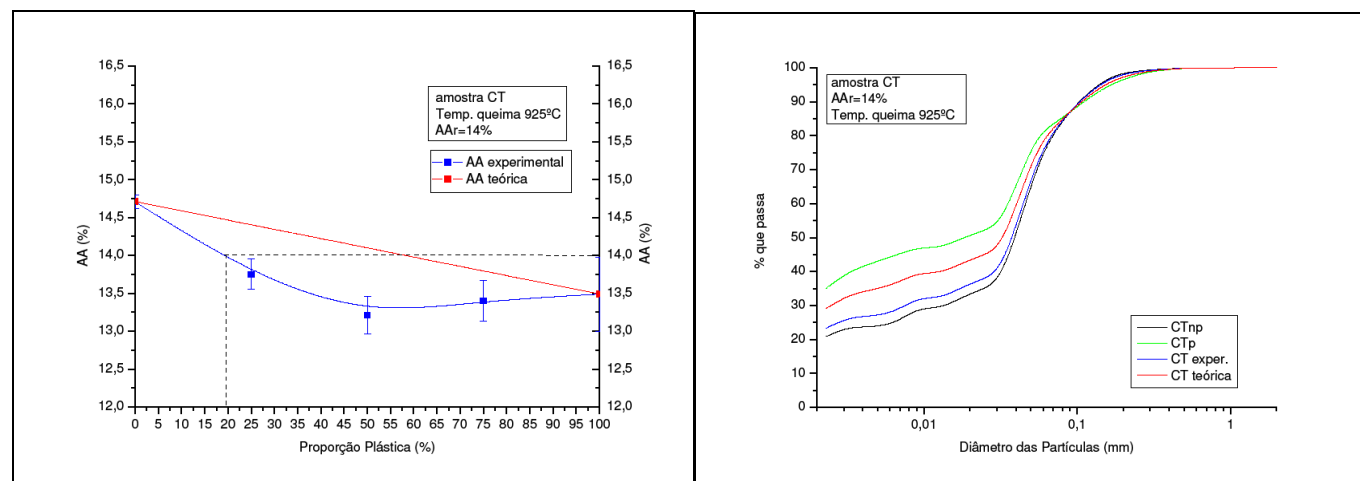 16,5
16,0
15,5
15,0
14,5
14,0
13,5
13,0
12,5
12,0
AA (%)
0 5 10 15 20 25 30 35 40 45 50 55 60 65 70 75 80 85 90 95 100
Proporção Plástica (%)
amostra CT
Temp. queima 925ºC
AAr=14%
AA experimental
AA teórica
16,5
16,0
15,5
15,0
14,5
14,0
13,5
13,0
12,5
12,0
AA (%)
100
90
80
70
60
50
40
30
20
10
0
% que passa
amostra CT
AAr=14%
Temp. queima 925ºC
CTnp
CTp
CT exper.
CT teórica
0,01 0,1 1
Diâmetro das Partículas (mm)